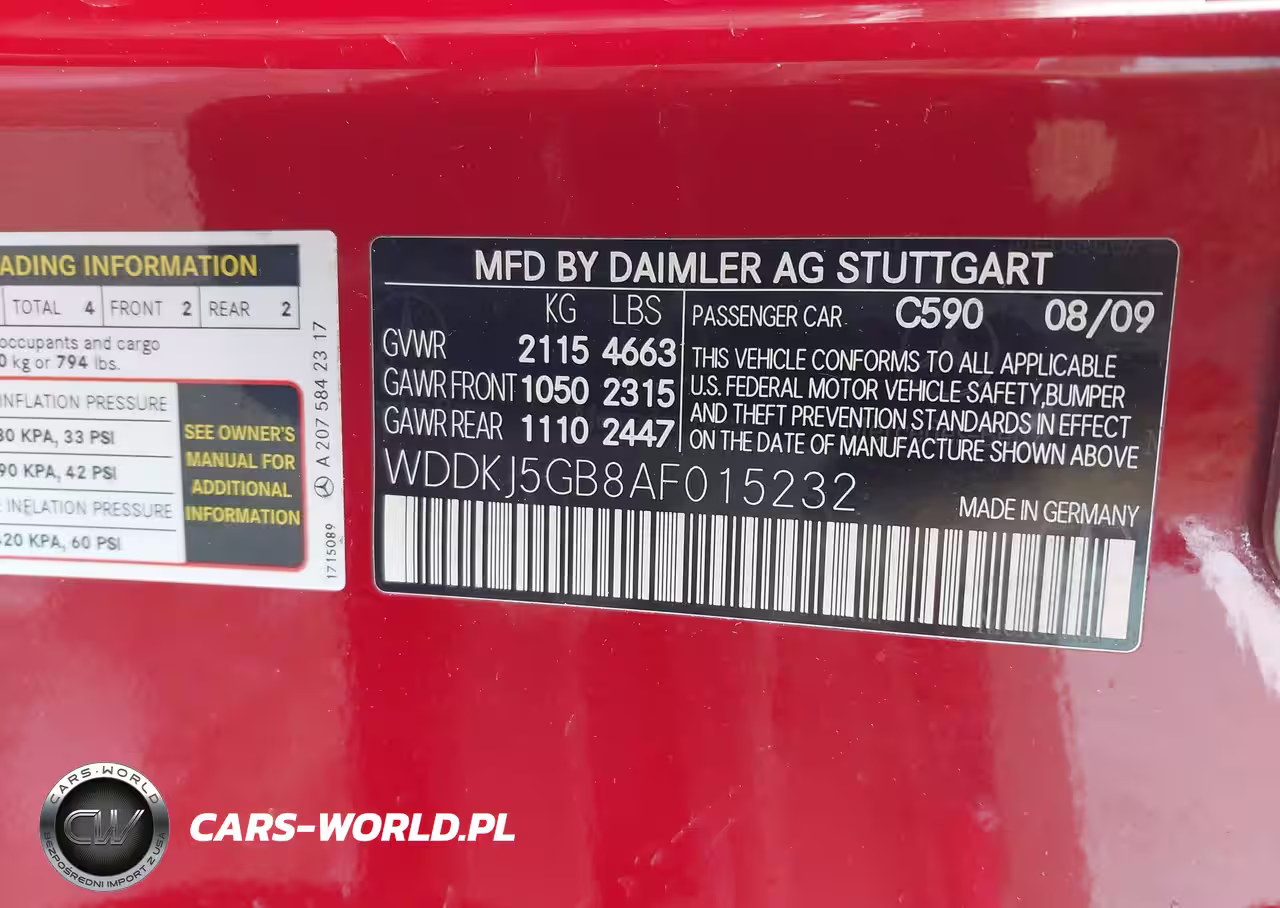 ADING INFORMATION
TOTAL 4 FRONT 2 REAR 2
occupants and cargo
0 kg or 794 lbs.
INFLATION PRESSURE
30 KPA, 33 PSI
90 KPA, 42 PSI
INFLATION PRESSURE
20 KPA, 60 PSI
SEE OWNER'S
MANUAL FOR
ADDITIONAL
INFORMATION
A 207 584 23 17
1715089
MFD BY DAIMLER AG STUTTGART
KG LBS
GVWR 2115 4663
GAWR FRONT 1050 2315
GAWR REAR 1110 2447
PASSENGER CAR C590 08/09
THIS VEHICLE CONFORMS TO ALL APPLICABLE
U.S. FEDERAL MOTOR VEHICLE SAFETY,BUMPER
AND THEFT PREVENTION STANDARDS IN EFFECT
ON THE DATE OF MANUFACTURE SHOWN ABOVE
WDDKJ5GB8AF015232
MADE IN GERMANY
CARS-WORLD
CW
BEZPOŚREDNI IMPORT Z USA
CARS-WORLD.PL